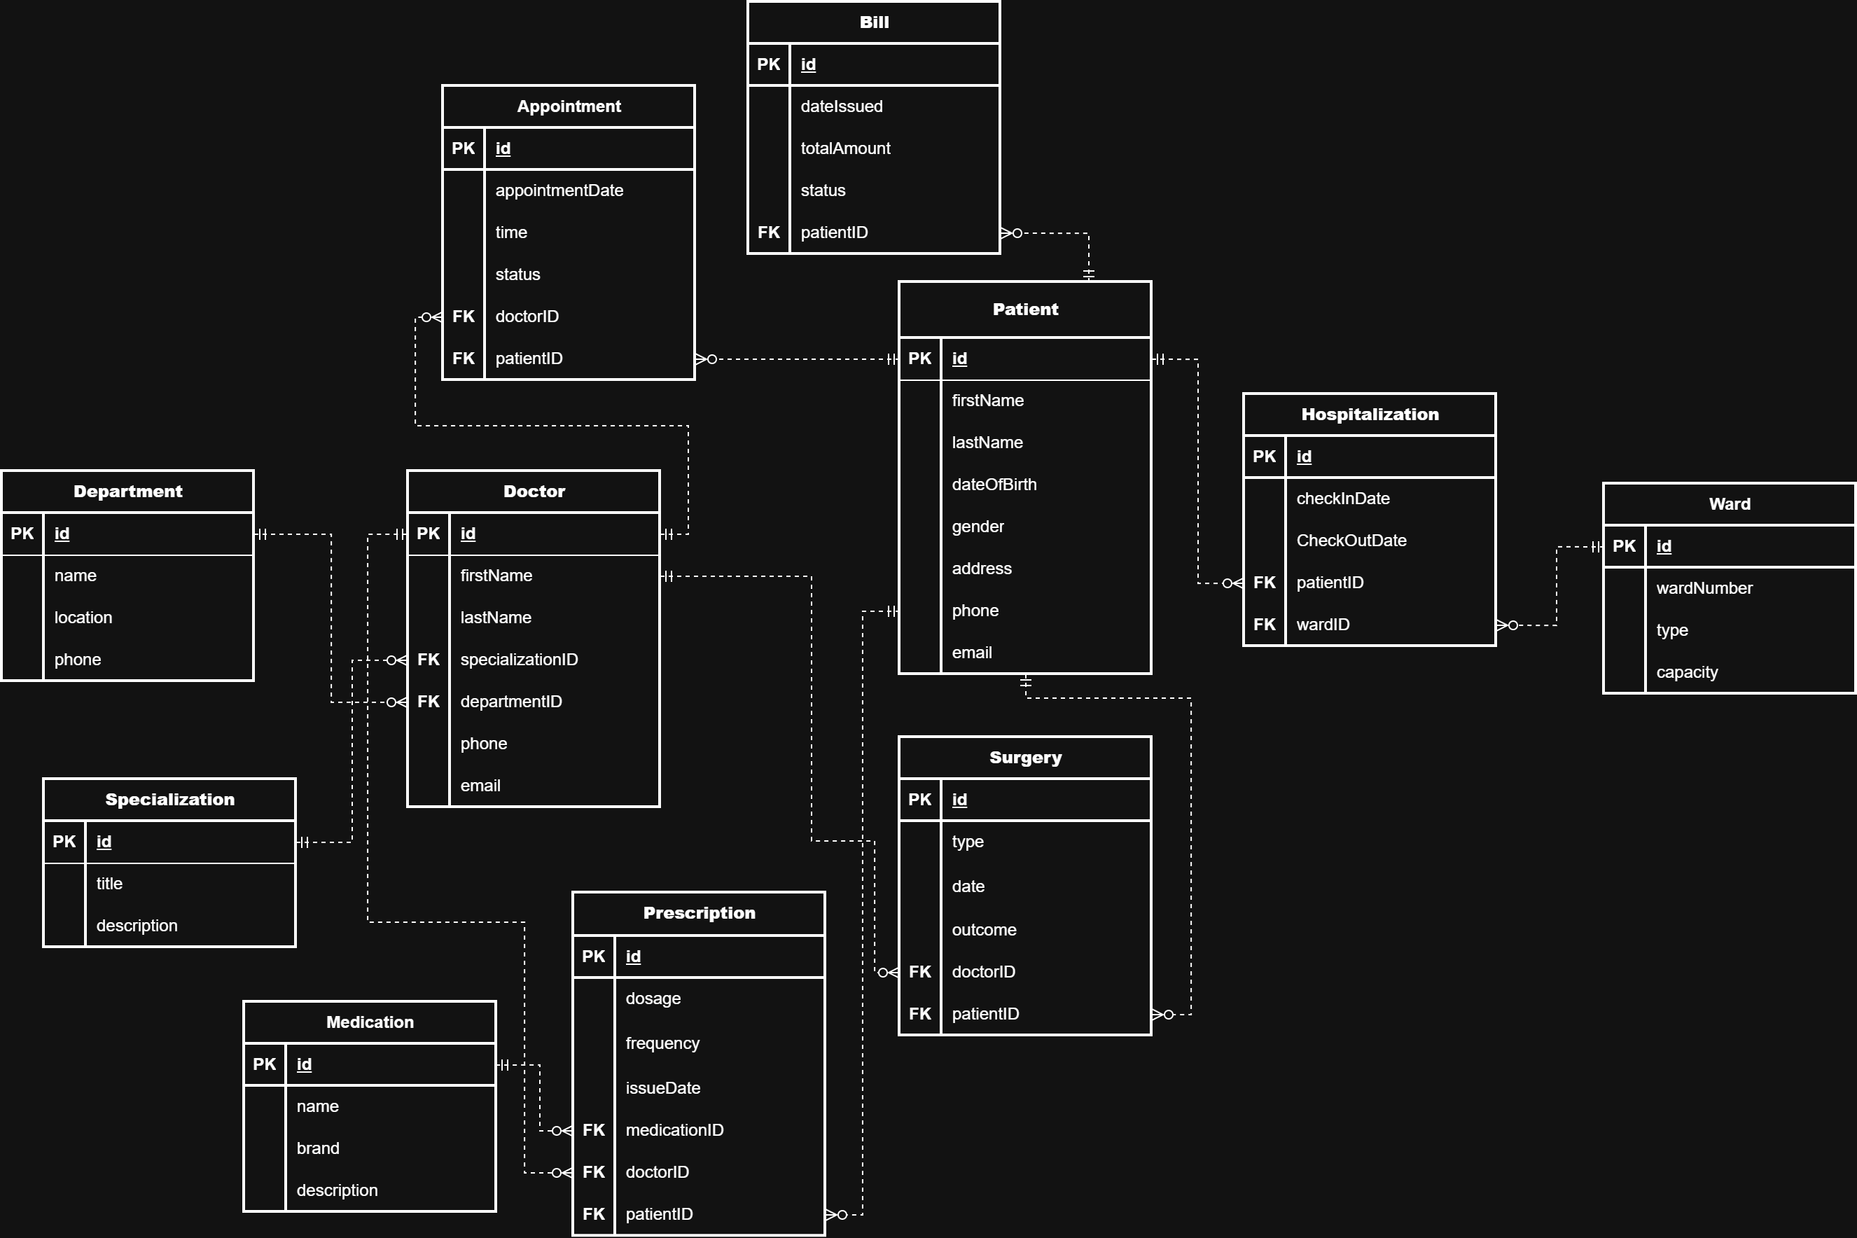 Bill
PK id
dateIssued
totalAmount
status
FK patientID
Appointment
PK id
appointmentDate
time
status
FK doctorID
FK patientID
Patient
PK id
firstName
lastName
dateOfBirth
gender
address
phone
email
Hospitalization
PK id
checkInDate
CheckOutDate
FK patientID
FK wardID
Ward
PK id
wardNumber
type
capacity
Department
PK id
name
location
phone
Doctor
PK id
firstName
lastName
FK specializationID
FK departmentID
phone
email
Specialization
PK id
title
description
Surgery
PK id
type
date
outcome
FK doctorID
FK patientID
Prescription
PK id
dosage
frequency
issueDate
FK medicationID
FK doctorID
FK patientID
Medication
PK id
name
brand
description